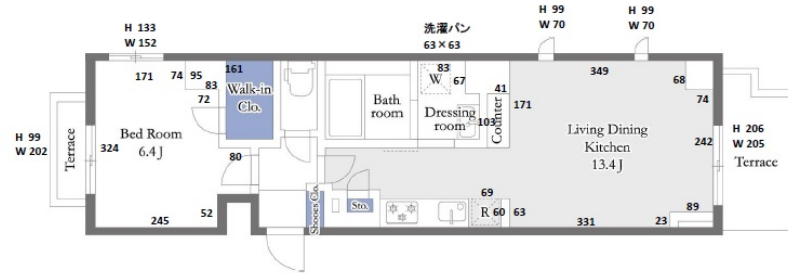 H 133
W 152
洗濯パン
63×63
H 99
W 70
H 99
W 70
171
74
95
161
83
72
Walk-in
Clo.
83
W
67
41
171
349
68
74
Bath
room
Dressing
room
103
Counter
H 99
W 202
Terrace
324
Bed Room
6.4 J
80
Living Dining
Kitchen
13.4 J
242
H 206
W 205
Terrace
245
52
Shooes Clo.
Sto.
69
R
60
63
331
23
89